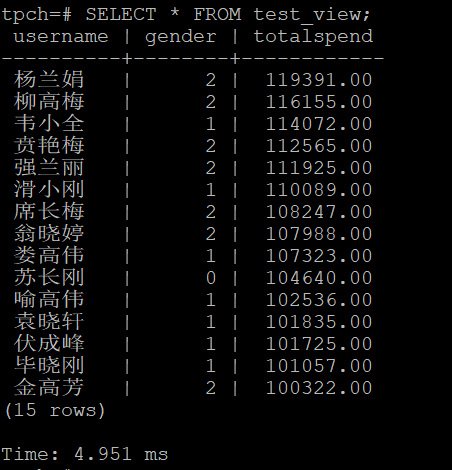 tpch=# SELECT * FROM test_view;
 username | gender | totalspend
----------+--------+------------
 杨兰娟   |      2 |  119391.00
 柳高梅   |      2 |  116155.00
 韦小全   |      1 |  114072.00
 贲艳梅   |      2 |  112565.00
 强兰丽   |      2 |  111925.00
 滑小刚   |      1 |  110089.00
 席长梅   |      2 |  108247.00
 翁晓婷   |      2 |  107988.00
 娄高伟   |      1 |  107323.00
 苏长刚   |      0 |  104640.00
 喻高伟   |      1 |  102536.00
 袁晓轩   |      1 |  101835.00
 伏成峰   |      1 |  101725.00
 毕晓刚   |      1 |  101057.00
 金高芳   |      2 |  100322.00
(15 rows)
Time: 4.951 ms